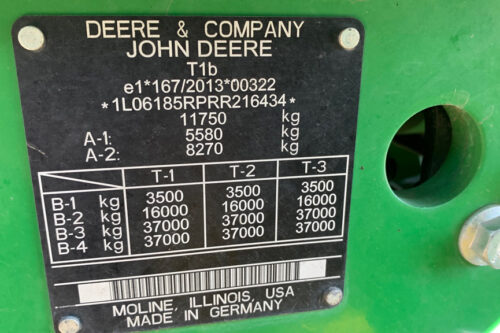 DEERE & COMPANY
JOHN DEERE
T1b
e1*167/2013*00322
*1L06185RPRR216434*
11750 kg
A-1: 5580 kg
A-2: 8270 kg
T-1 T-2 T-3
B-1 kg 3500 3500 3500
B-2 kg 16000 16000 16000
B-3 kg 37000 37000 37000
B-4 kg 37000 37000 37000
MOLINE, ILLINOIS, USA
MADE IN GERMANY